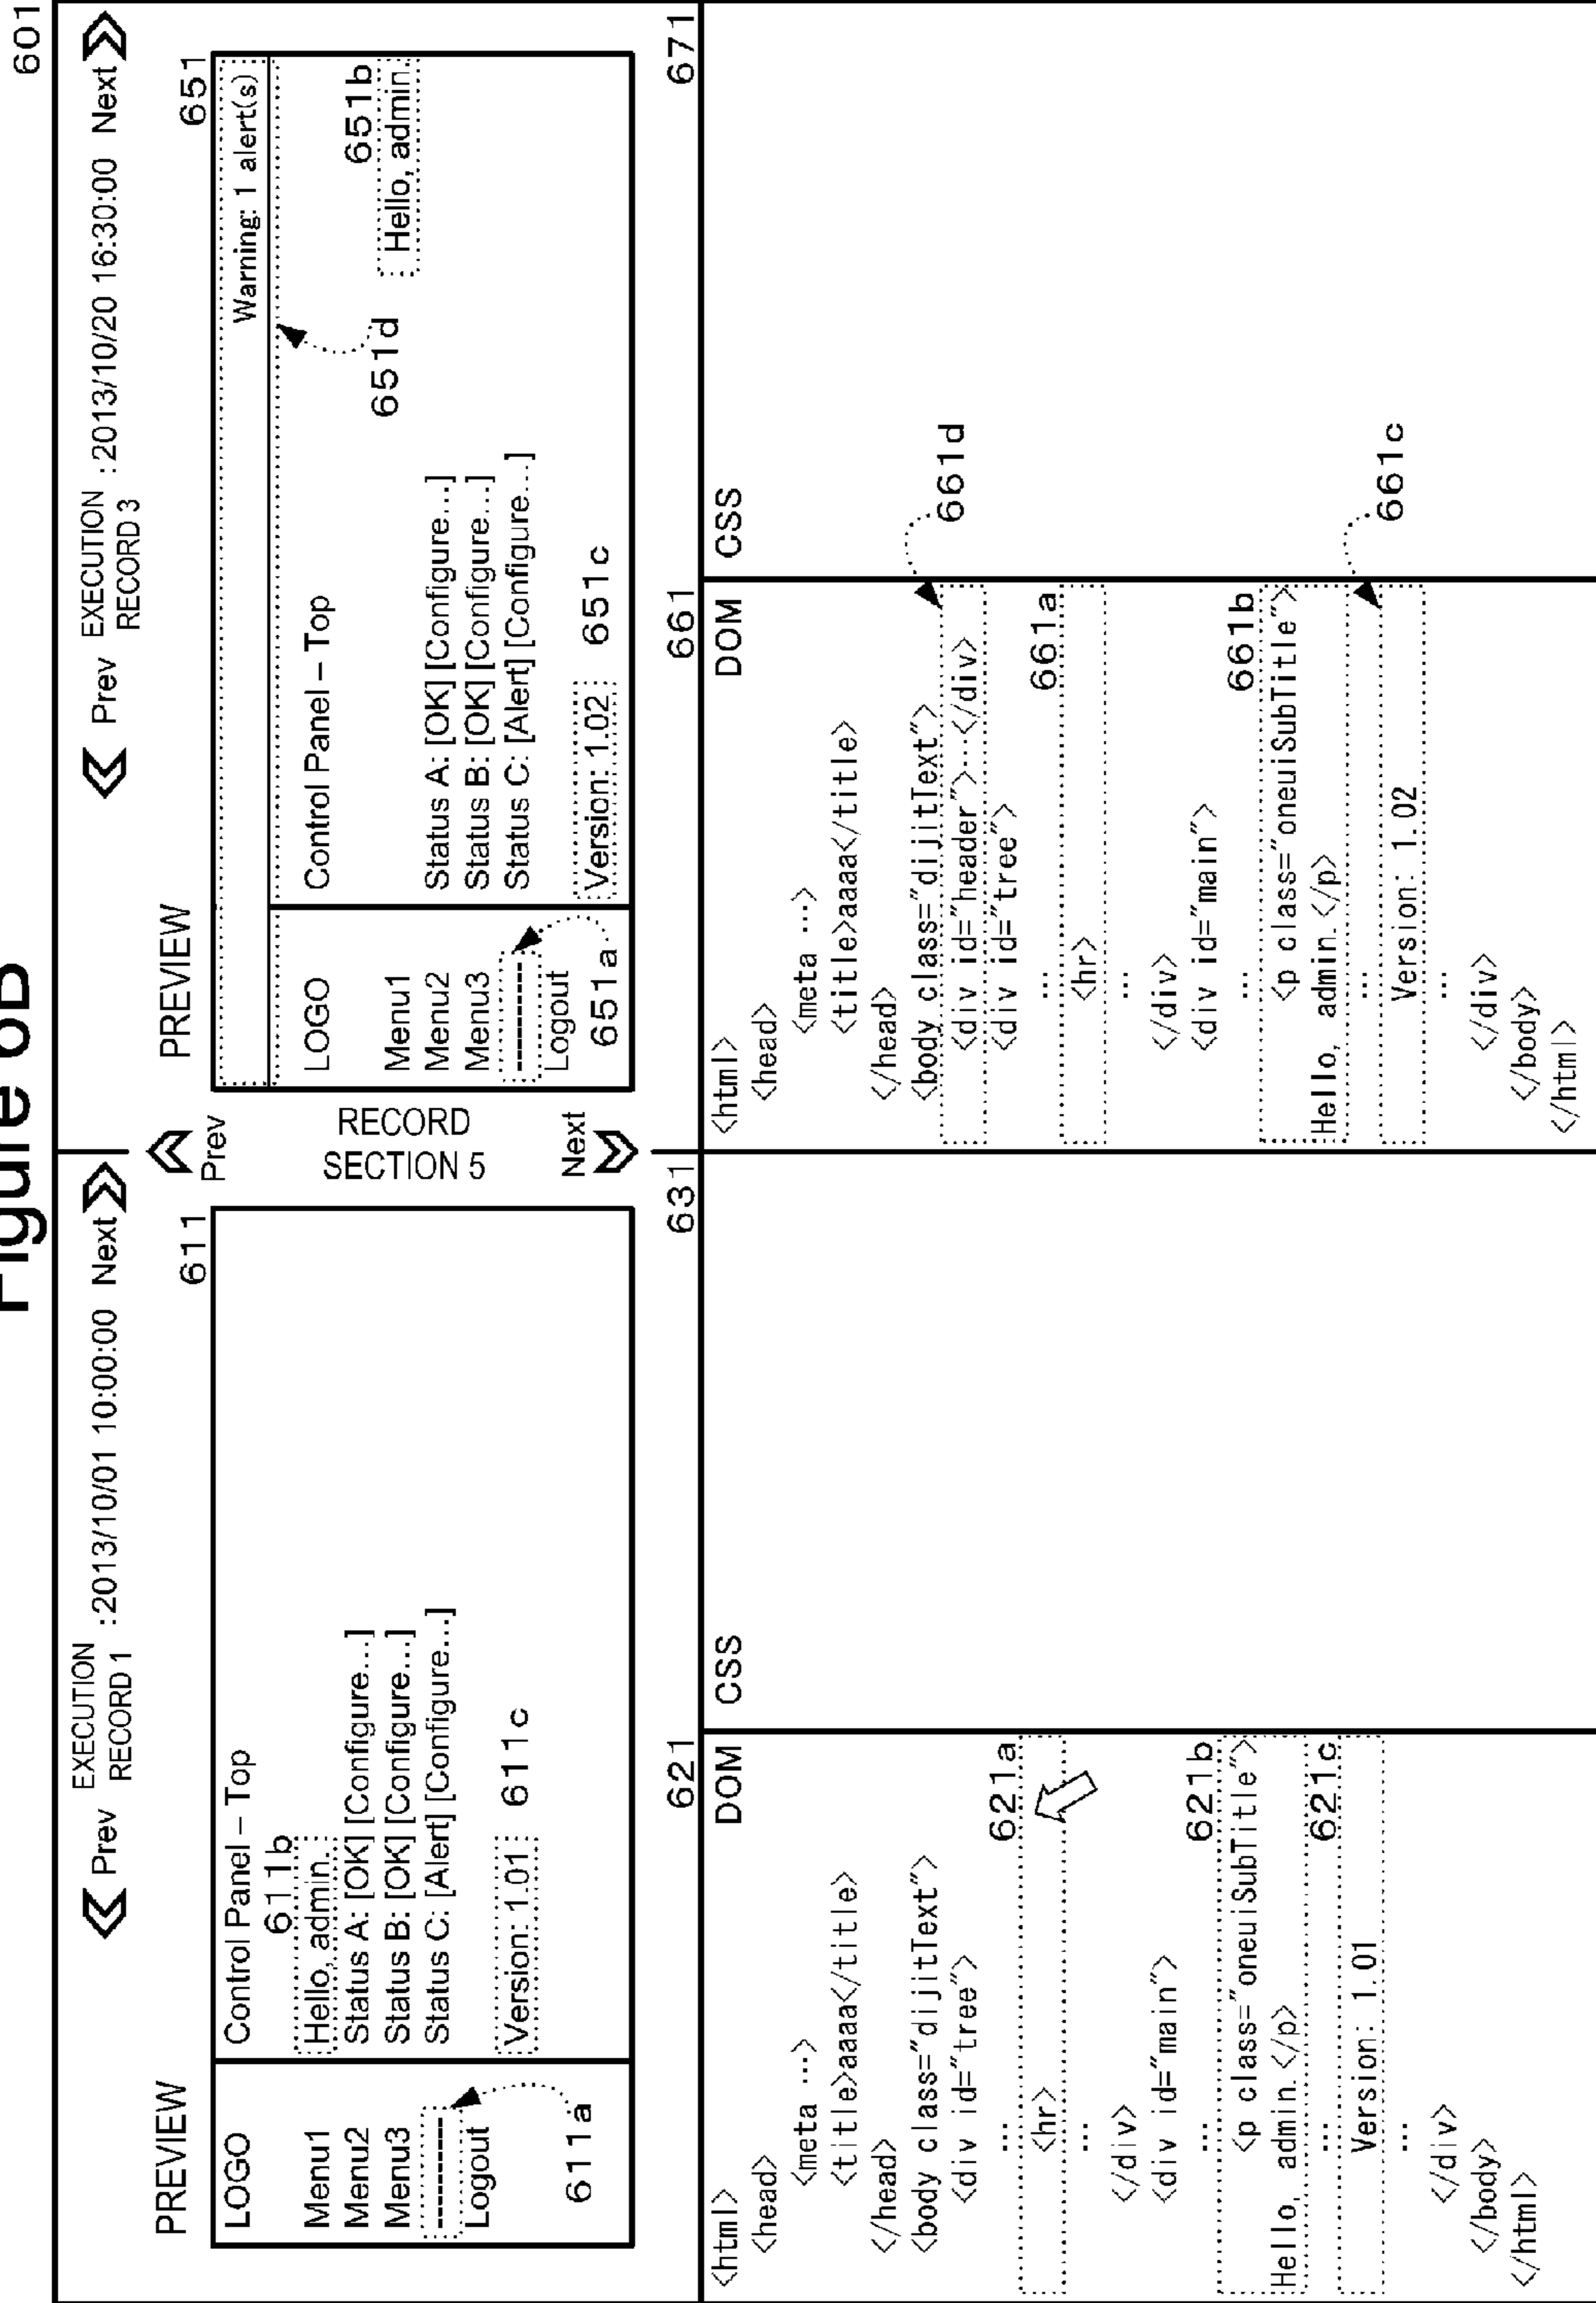 Figure 6B
601
Prev EXECUTION RECORD 1 :2013/10/01 10:00:00 Next
PREVIEW
611
LOGO
Menu1
Menu2
Menu3
--------
Logout
611a
Control Panel – Top
611b
Hello, admin.
Status A: [OK] [Configure...]
Status B: [OK] [Configure...]
Status C: [Alert] [Configure...]
Version: 1.01 611c
Prev
RECORD
SECTION 5
Next
Prev EXECUTION RECORD 3 :2013/10/20 16:30:00 Next
PREVIEW
651
Warning: 1 alert(s)
LOGO
Menu1
Menu2
Menu3
--------
Logout
651a
Control Panel – Top
651d
651b
Hello, admin.
Status A: [OK] [Configure...]
Status B: [OK] [Configure...]
Status C: [Alert] [Configure...]
Version: 1.02 651c
621
DOM
<html>
<head>
<meta ...>
<title>aaaa</title>
</head>
<body class="dijitText">
<div id="tree">
...
621a
<hr>
...
</div>
<div id="main">
...
621b
<p class="oneuiSubTitle">
Hello, admin.</p>
...
621c
Version: 1.01
...
</div>
</body>
</html>
631
CSS
661
DOM
<html>
<head>
<meta ...>
<title>aaaa</title>
</head>
<body class="dijitText">
<div id="header">...</div>
661d
<div id="tree">
...
661a
<hr>
...
</div>
<div id="main">
...
661b
<p class="oneuiSubTitle">
Hello, admin.</p>
...
661c
Version: 1.02
...
</div>
</body>
</html>
671
CSS